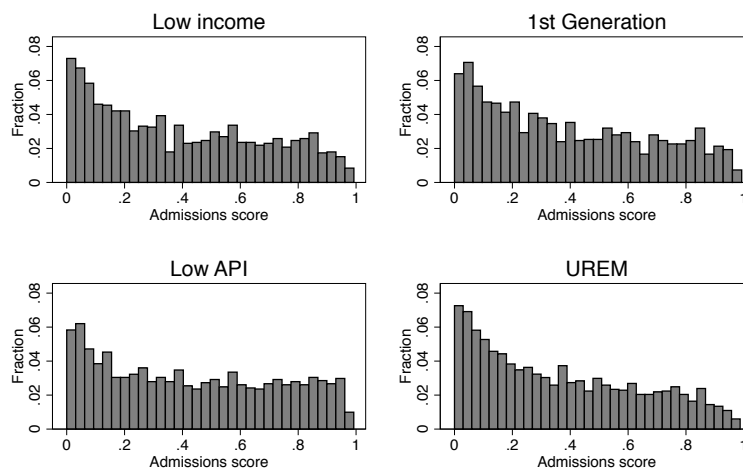 Low income
1st Generation
Fraction
0 .02 .04 .06 .08
0 .2 .4 .6 .8 1
Admissions score
Fraction
0 .02 .04 .06 .08
0 .2 .4 .6 .8 1
Admissions score
Low API
UREM
Fraction
0 .02 .04 .06 .08
0 .2 .4 .6 .8 1
Admissions score
Fraction
0 .02 .04 .06 .08
0 .2 .4 .6 .8 1
Admissions score